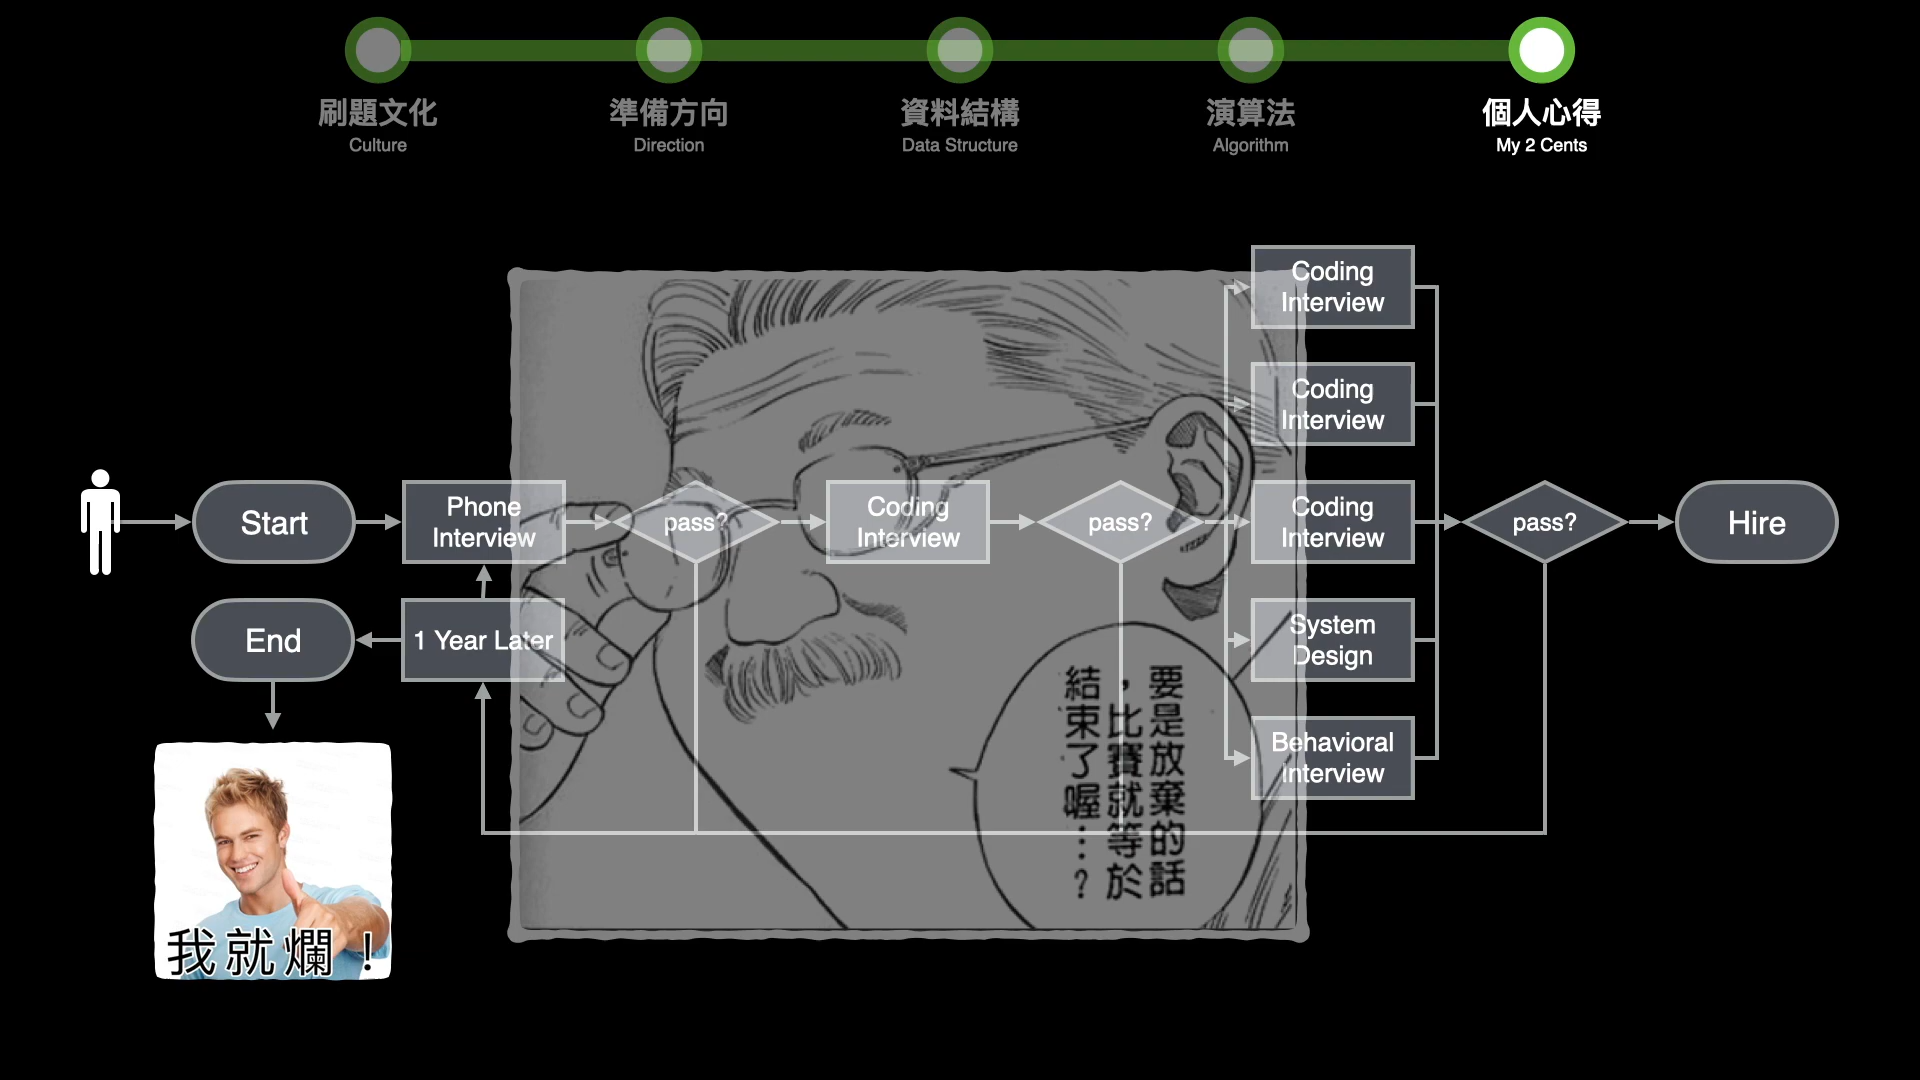 刷題文化
Culture
準備方向
Direction
資料結構
Data Structure
演算法
Algorithm
個人心得
My 2 Cents
Coding
Interview
Coding
Interview
Start
Phone
Interview
pass?
Coding
Interview
pass?
Coding
Interview
pass?
Hire
End
1 Year Later
System
Design
Behavioral
Interview
要是放棄的話
，比賽就等於
結束了喔…？
我就爛！